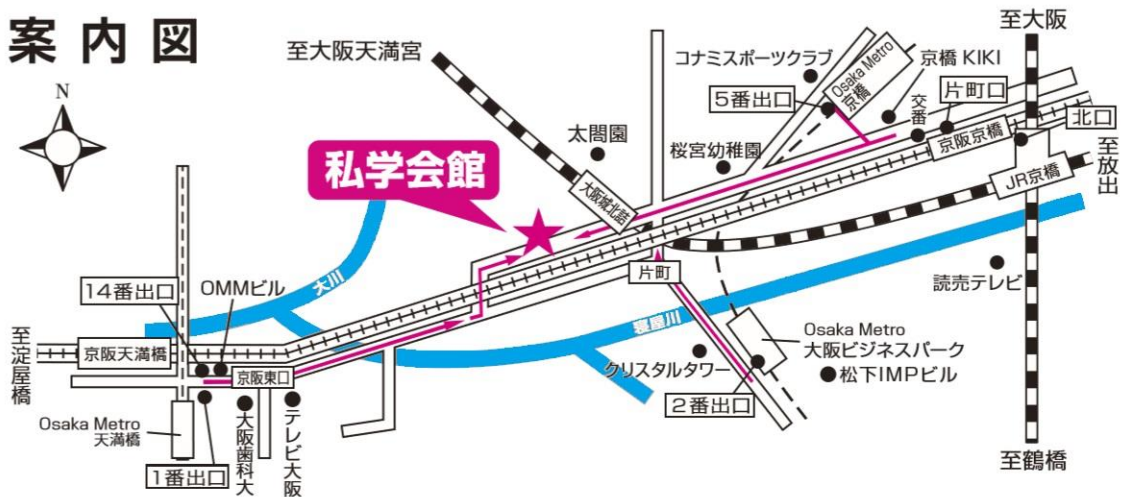 案内図
N
至大阪天満宮
コナミスポーツクラブ
Osaka Metro
京橋
京橋 KIKI
至大阪
5番出口
交番
片町口
北口
京阪京橋
至放出
JR京橋
太閤園
桜宮幼稚園
私学会館
大阪城北詰
大川
片町
読売テレビ
14番出口
OMMビル
寝屋川
Osaka Metro
大阪ビジネスパーク
至淀屋橋
京阪天満橋
京阪東口
クリスタルタワー
松下IMPビル
2番出口
Osaka Metro
天満橋
1番出口
大阪歯科大
テレビ大阪
至鶴橋